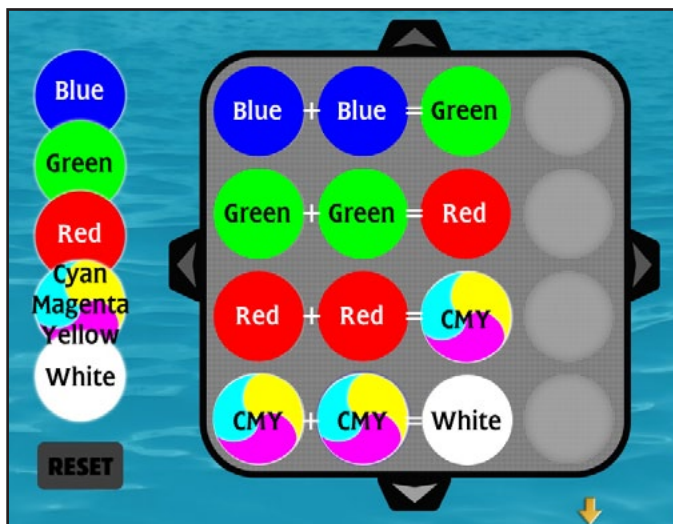 Blue
Green
Red
Cyan
Magenta
Yellow
White
RESET
Blue + Blue = Green
Green + Green = Red
Red + Red = CMY
CMY + CMY = White